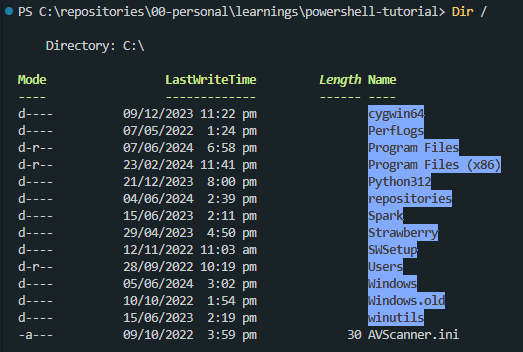 PS C:\repositories\00-personal\learnings\powershell-tutorial> Dir /
Directory: C:\
Mode LastWriteTime Length Name
---- ------------- ------ ----
d---- 09/12/2023 11:22 pm cygwin64
d---- 07/05/2022 1:24 pm PerfLogs
d-r-- 07/06/2024 6:58 pm Program Files
d-r-- 23/02/2024 11:41 pm Program Files (x86)
d---- 21/12/2023 8:00 pm Python312
d---- 04/06/2024 2:39 pm repositories
d---- 15/06/2023 2:11 pm Spark
d---- 29/04/2023 4:50 pm Strawberry
d---- 12/11/2022 11:03 am SWSetup
d-r-- 28/09/2022 10:19 pm Users
d---- 05/06/2024 3:02 pm Windows
d---- 10/10/2022 1:54 pm Windows.old
d---- 15/06/2023 2:19 pm winutils
-a--- 09/10/2022 3:59 pm 30 AVScanner.ini